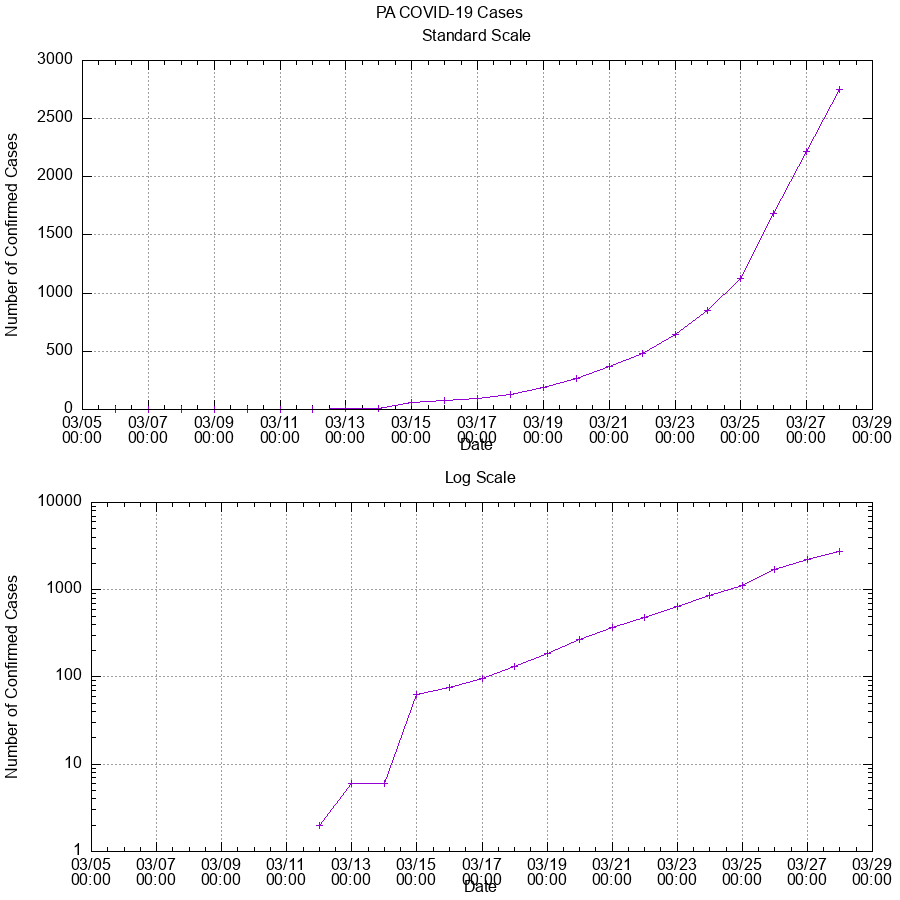 PA COVID-19 Cases
Standard Scale
Number of Confirmed Cases
3000
2500
2000
1500
1000
500
0
03/05 03/07 03/09 03/11 03/13 03/15 03/17 03/19 03/21 03/23 03/25 03/27 03/29
00:00 00:00 00:00 00:00 00:00 00:00 00:00 00:00 00:00 00:00 00:00 00:00 00:00
Date
Log Scale
Number of Confirmed Cases
10000
1000
100
10
1
03/05 03/07 03/09 03/11 03/13 03/15 03/17 03/19 03/21 03/23 03/25 03/27 03/29
00:00 00:00 00:00 00:00 00:00 00:00 00:00 00:00 00:00 00:00 00:00 00:00 00:00
Date